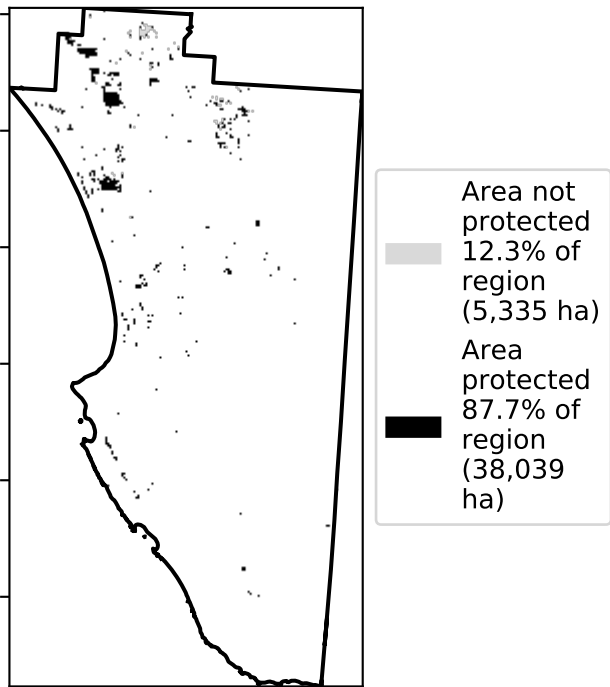 Area not
protected
12.3% of
region
(5,335 ha)
Area
protected
87.7% of
region
(38,039
ha)